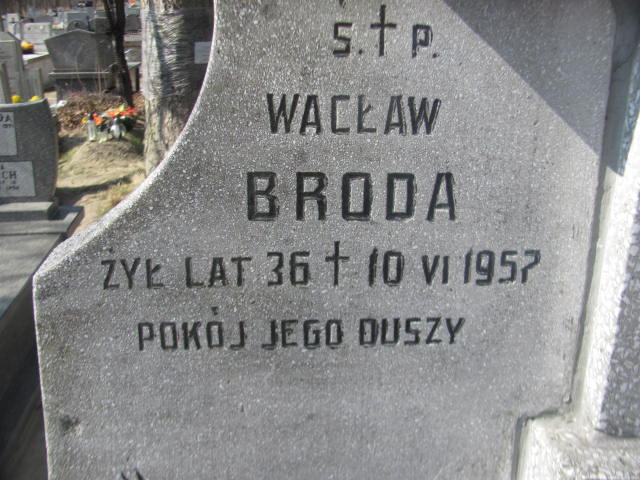 Ś.†P.
WACŁAW
BRODA
ŻYŁ LAT 36 † 10 VI 1957
POKÓJ JEGO DUSZY